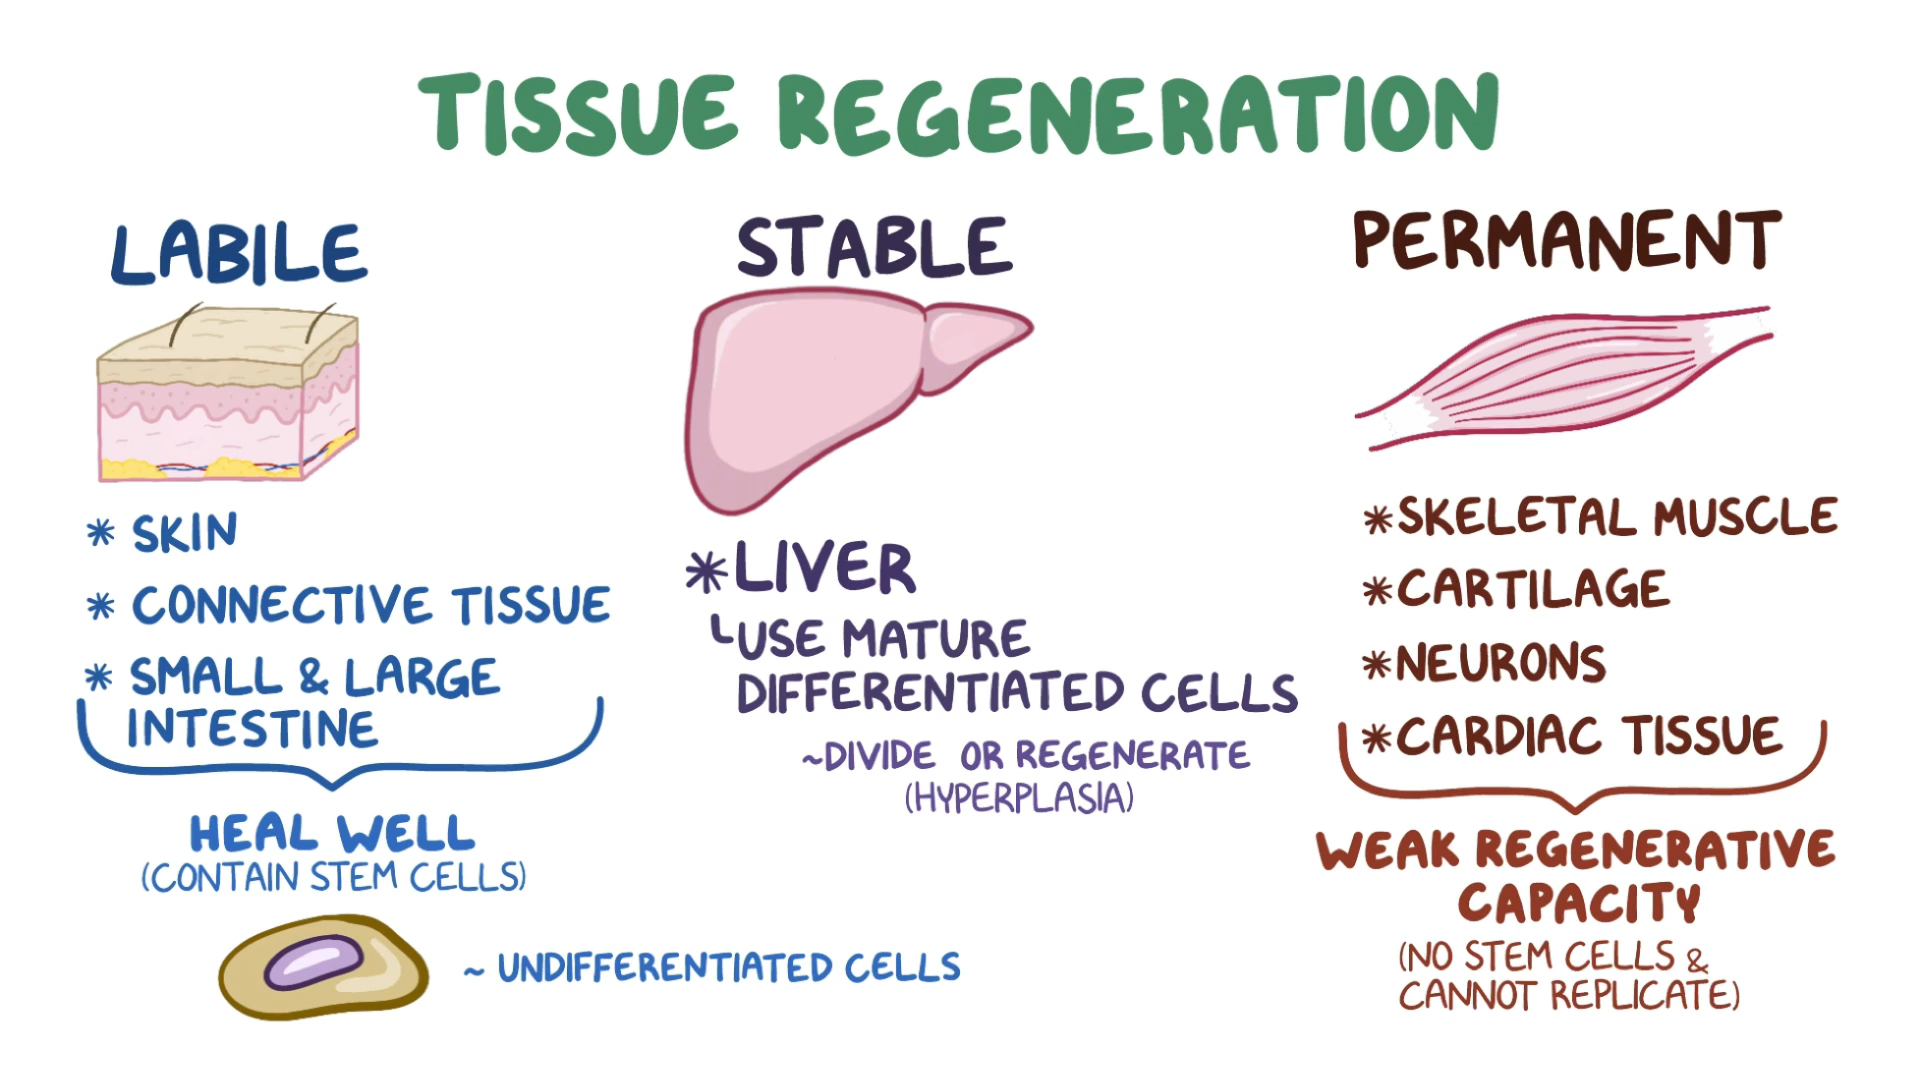 TISSUE REGENERATION
LABILE
* SKIN
* CONNECTIVE TISSUE
* SMALL & LARGE
INTESTINE
HEAL WELL
(CONTAIN STEM CELLS)
~ UNDIFFERENTIATED CELLS
STABLE
*LIVER
USE MATURE
DIFFERENTIATED CELLS
~DIVIDE OR REGENERATE
(HYPERPLASIA)
PERMANENT
*SKELETAL MUSCLE
*CARTILAGE
*NEURONS
*CARDIAC TISSUE
WEAK REGENERATIVE
CAPACITY
(NO STEM CELLS &
CANNOT REPLICATE)